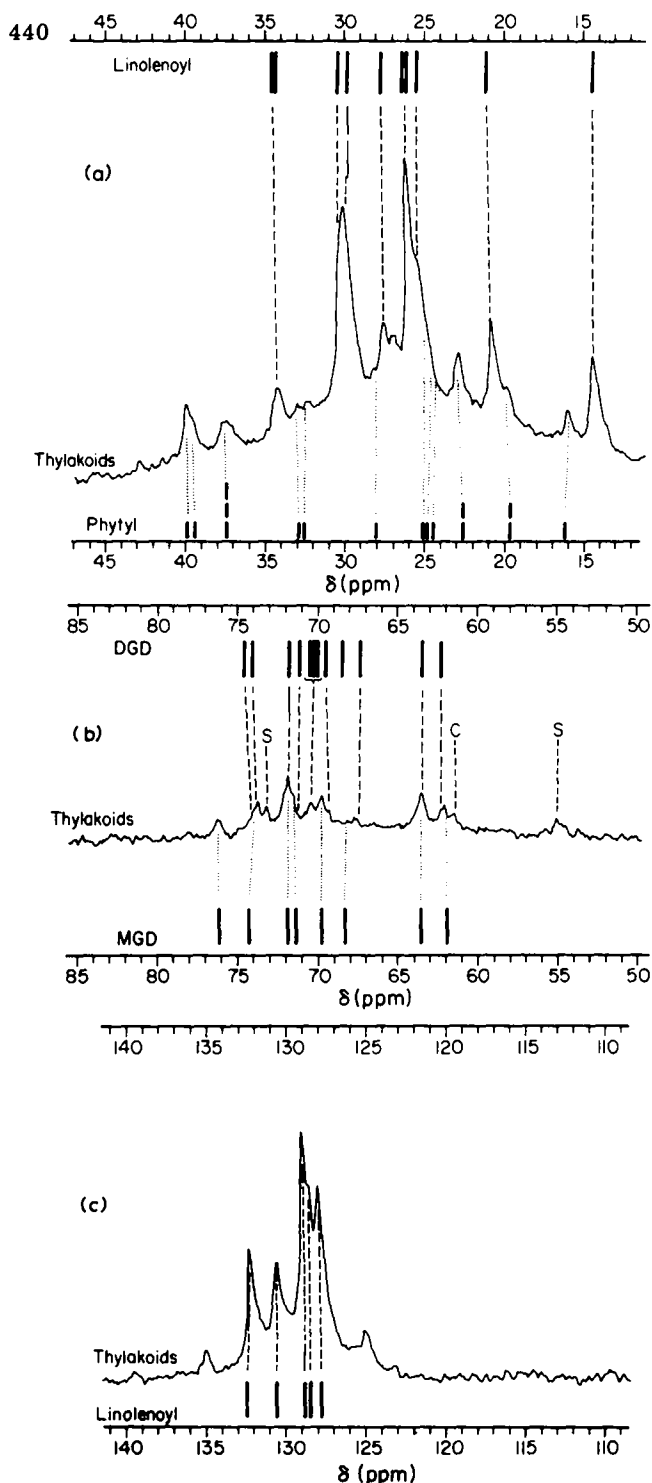 440
45 40 35 30 25 20 15
Linolenoyl
(a)
Thylakoids
Phytyl
45 40 35 30 25 20 15
δ (ppm)
85 80 75 70 65 60 55 50
DGD
(b)
S C S
Thylakoids
MGD
85 80 75 70 65 60 55 50
δ (ppm)
140 135 130 125 120 115 110
(c)
Thylakoids
Linolenoyl
140 135 130 125 120 115 110
δ (ppm)